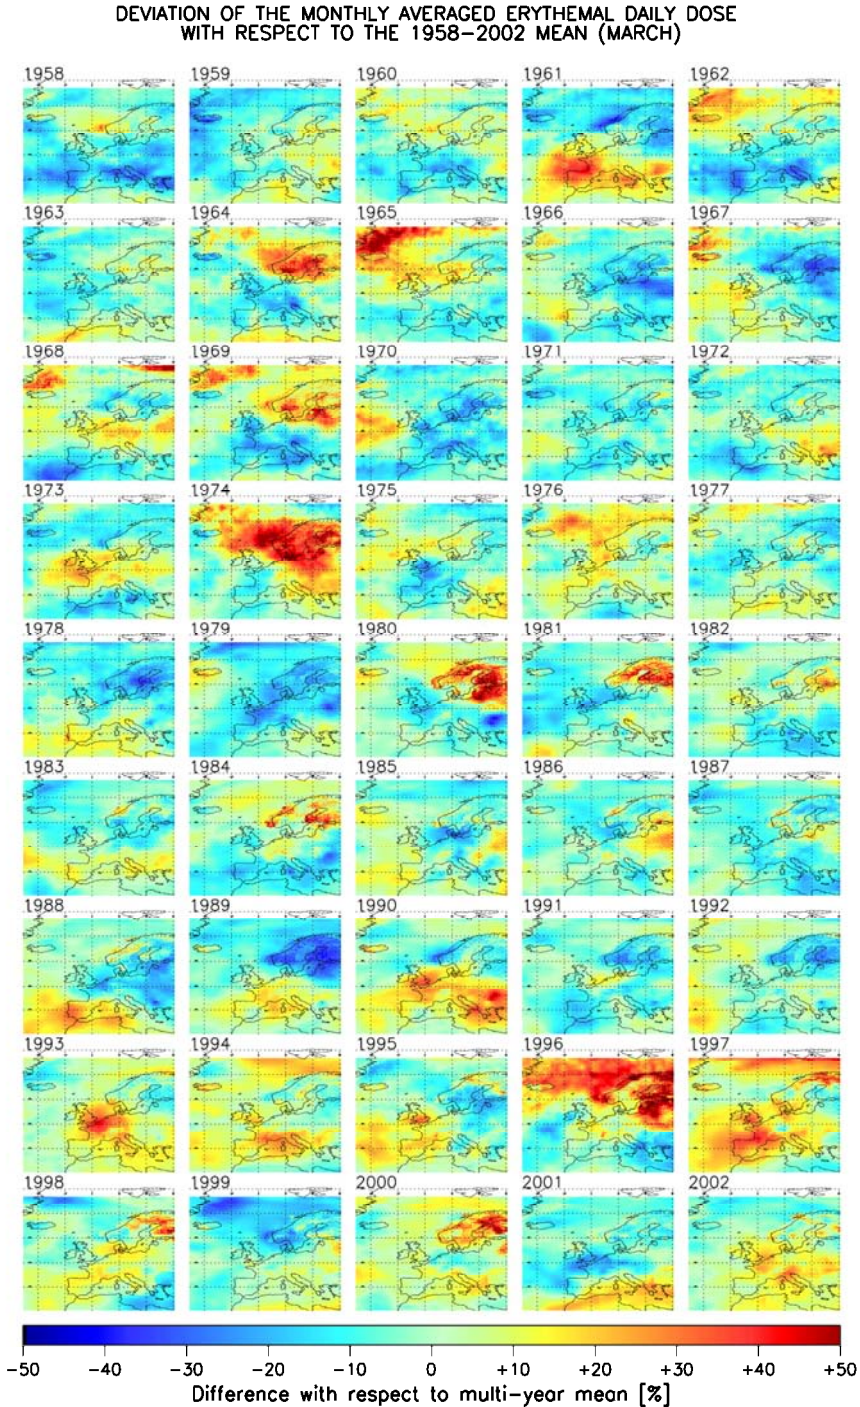 DEVIATION OF THE MONTHLY AVERAGED ERYTHEMAL DAILY DOSE
WITH RESPECT TO THE 1958-2002 MEAN (MARCH)
1958 1959 1960 1961 1962
1963 1964 1965 1966 1967
1968 1969 1970 1971 1972
1973 1974 1975 1976 1977
1978 1979 1980 1981 1982
1983 1984 1985 1986 1987
1988 1989 1990 1991 1992
1993 1994 1995 1996 1997
1998 1999 2000 2001 2002
-50 -40 -30 -20 -10 0 +10 +20 +30 +40 +50
Difference with respect to multi-year mean [%]